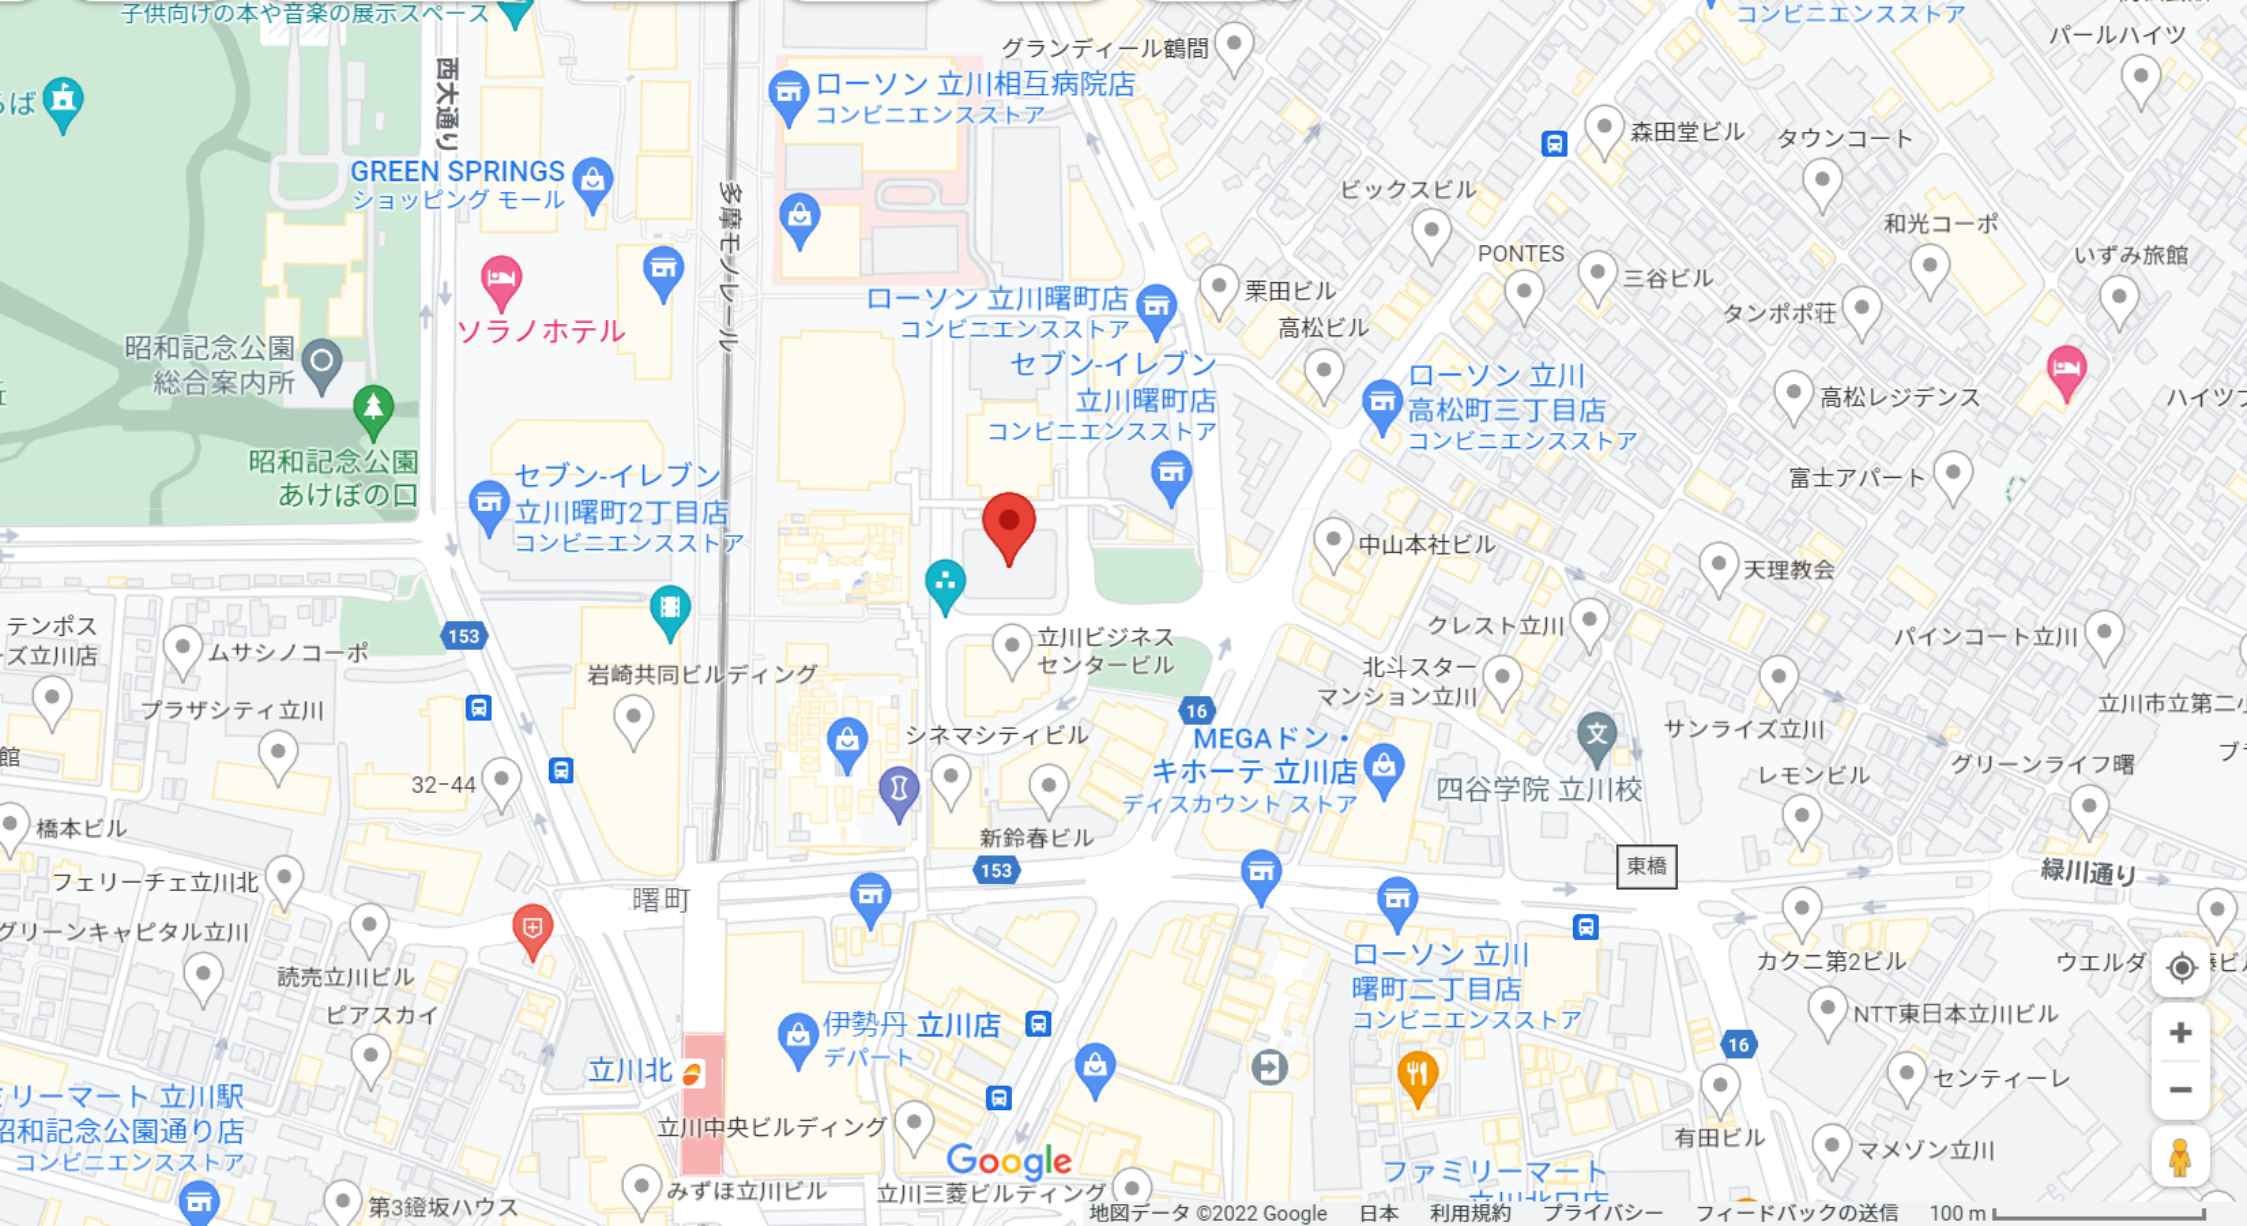 子供向けの本や音楽の展示スペース
コンビニエンスストア
パールハイツ
グランディール鶴間
西大通り
ローソン 立川相互病院店
コンビニエンスストア
森田堂ビル
タウンコート
GREEN SPRINGS
ショッピング モール
ビックスビル
和光コーポ
多摩モノレール
PONTES
三谷ビル
いずみ旅館
栗田ビル
タンポポ荘
ローソン 立川曙町店
コンビニエンスストア
高松ビル
ソラノホテル
昭和記念公園
総合案内所
セブン-イレブン
立川曙町店
コンビニエンスストア
ローソン 立川
高松町三丁目店
コンビニエンスストア
高松レジデンス
昭和記念公園
あけぼの口
セブン-イレブン
立川曙町2丁目店
コンビニエンスストア
富士アパート
中山本社ビル
天理教会
テンポス
ズ立川店
153
ムサシノコーポ
立川ビジネス
センタービル
クレスト立川
パインコート立川
岩崎共同ビルディング
北斗スター
マンション立川
プラザシティ立川
16
シネマシティビル
サンライズ立川
立川市立第二
MEGAドン・
キホーテ 立川店
ディスカウント ストア
文
四谷学院 立川校
グリーンライフ曙
館
32−44
レモンビル
橋本ビル
新鈴春ビル
153
東橋
緑川通り
フェリーチェ立川北
曙町
グリーンキャピタル立川
読売立川ビル
ローソン 立川
曙町二丁目店
コンビニエンスストア
カクニ第2ビル
ウエルダ
ピアスカイ
伊勢丹 立川店
デパート
NTT東日本立川ビル
16
立川北
センティーレ
リーマート 立川駅
昭和記念公園通り店
コンビニエンスストア
立川中央ビルディング
有田ビル
マメゾン立川
Google
ファミリーマート
立川北口店
第3鐙坂ハウス
みずほ立川ビル
立川三菱ビルディング
地図データ ©2022 Google 日本 利用規約 プライバシー フィードバックの送信 100 m